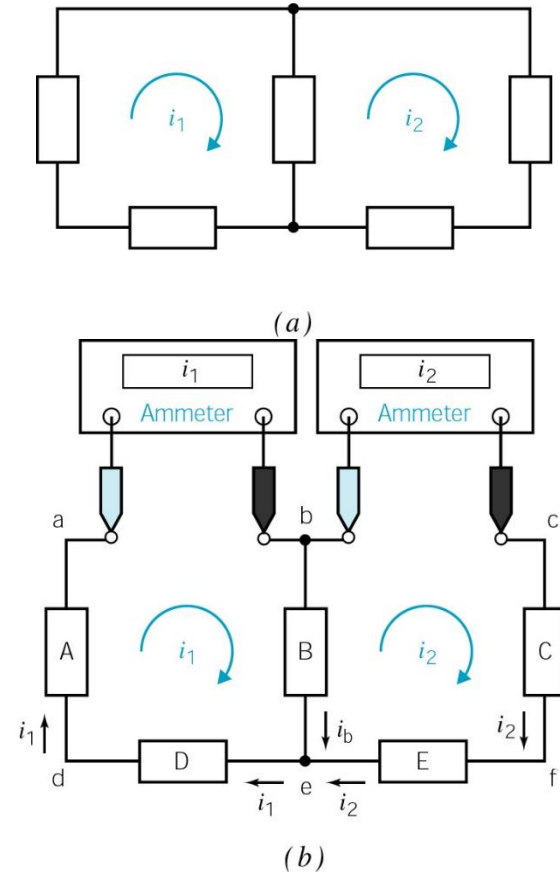 i1 i2
(a)
i1 i2
Ammeter Ammeter
a b c
A i1 B i2 C
i1 ib i2
D E
d e f
i1 i2
(b)